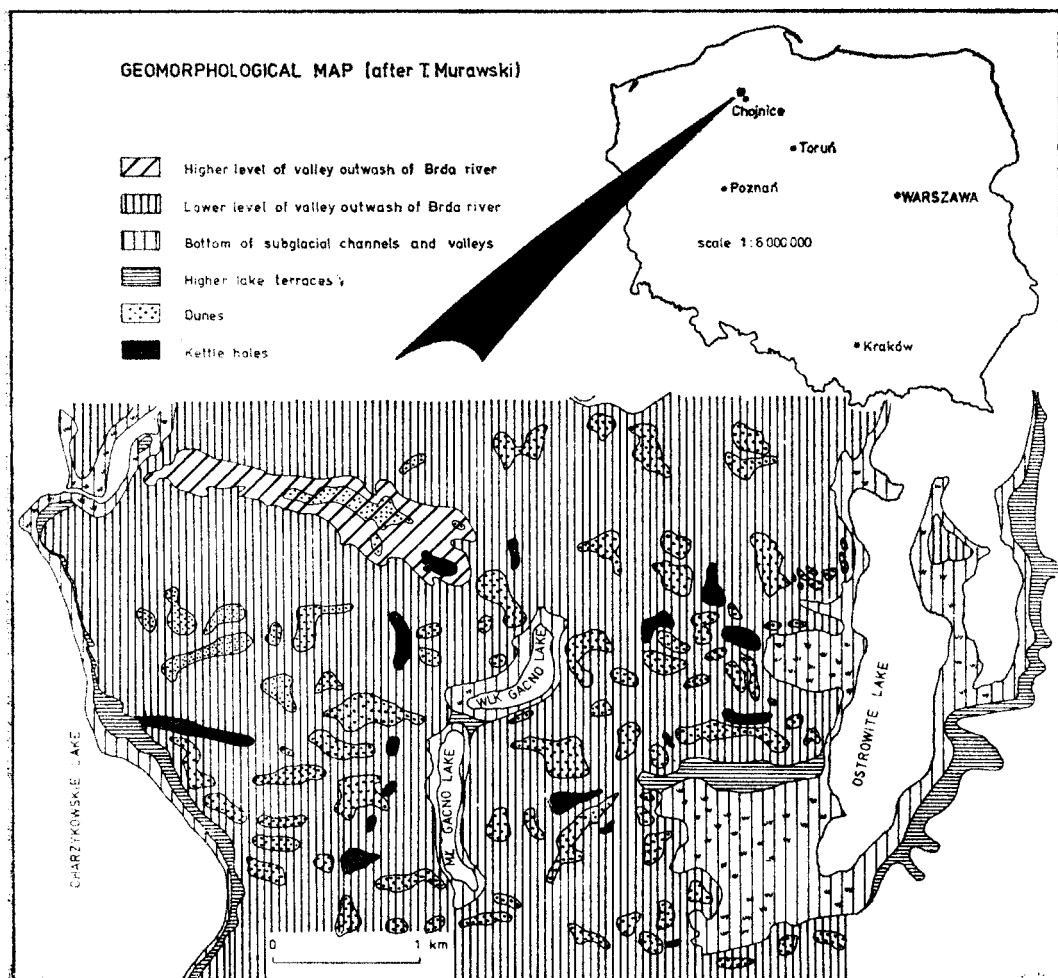 GEOMORPHOLOGICAL MAP (after T. Murawski)
Higher level of valley outwash of Brda river
Lower level of valley outwash of Brda river
Bottom of subglacial channels and valleys
Higher lake terraces
Dunes
Kettle holes
Chojnice
Toruń
Poznań
WARSZAWA
scale 1:6 000 000
Kraków
WLK GACNO LAKE
CHARZYKOWSKIE LAKE
GACNO LAKE
OSTROWITE LAKE
0 1 km